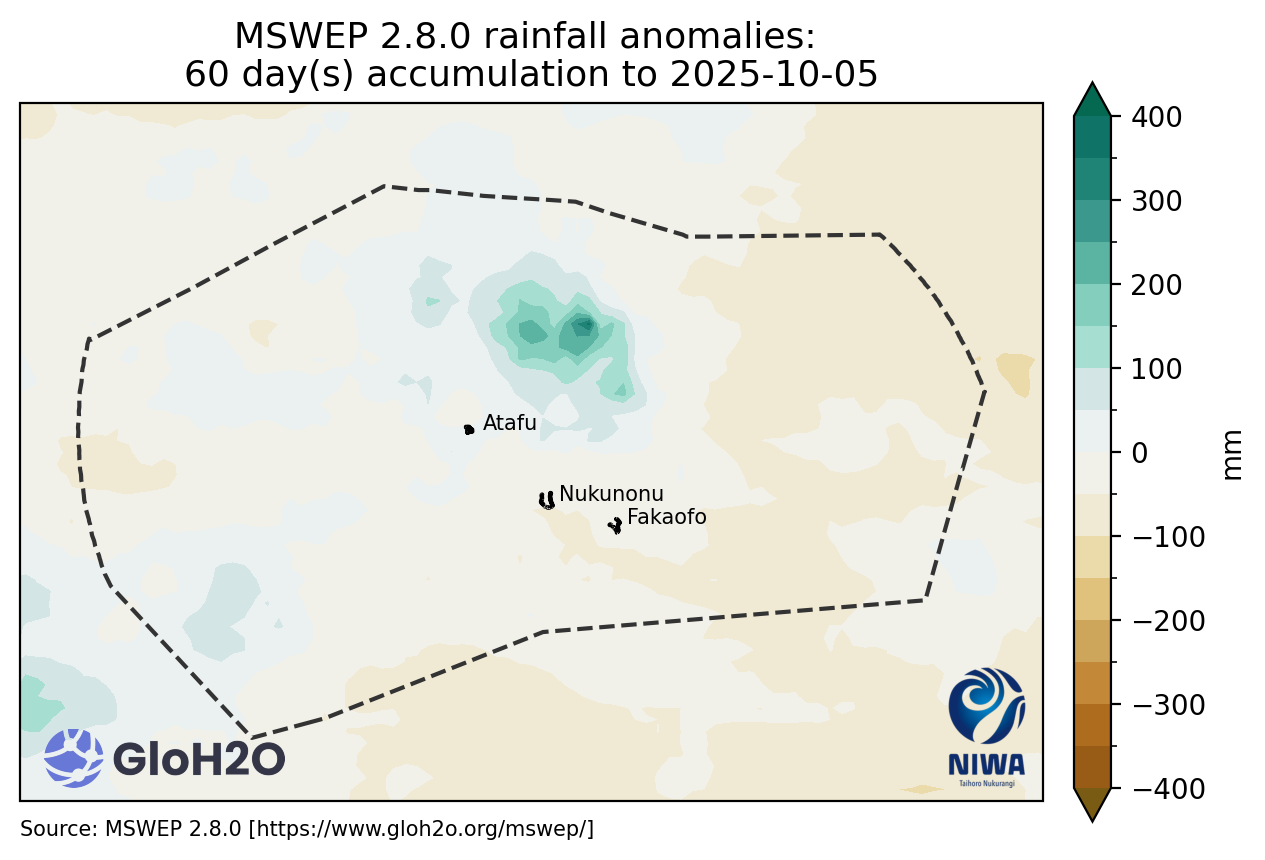 MSWEP 2.8.0 rainfall anomalies:
60 day(s) accumulation to 2025-10-05
400
300
200
100
0
−100
−200
−300
−400
mm
Atafu
Nukunonu
Fakaofo
GloH2O
NIWA
Taihoro Nukurangi
Source: MSWEP 2.8.0 [https://www.gloh2o.org/mswep/]